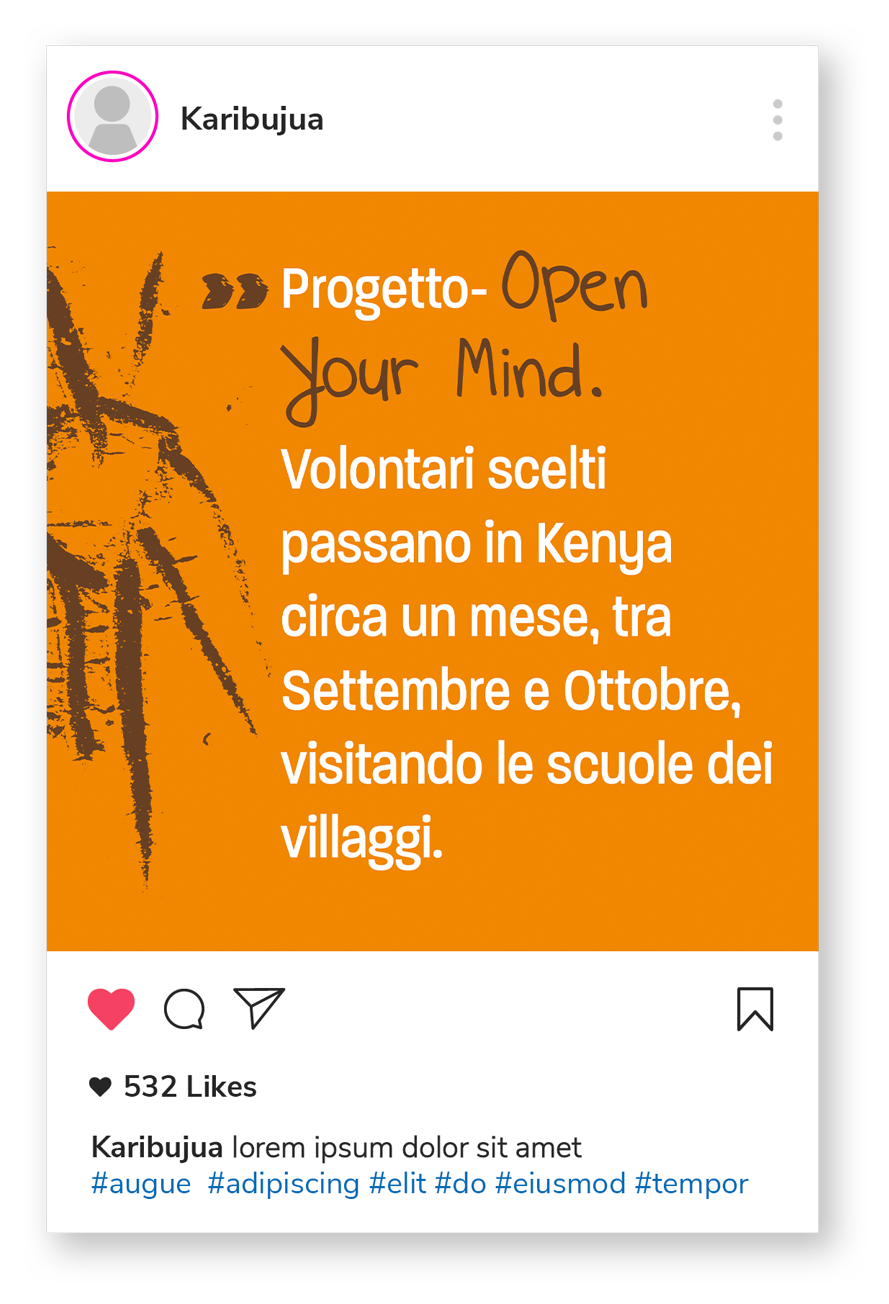 Karibujua
” Progetto- Open
Your Mind.
Volontari scelti
passano in Kenya
circa un mese, tra
Settembre e Ottobre,
visitando le scuole dei
villaggi.
532 Likes
Karibujua lorem ipsum dolor sit amet
#augue #adipiscing #elit #do #eiusmod #tempor